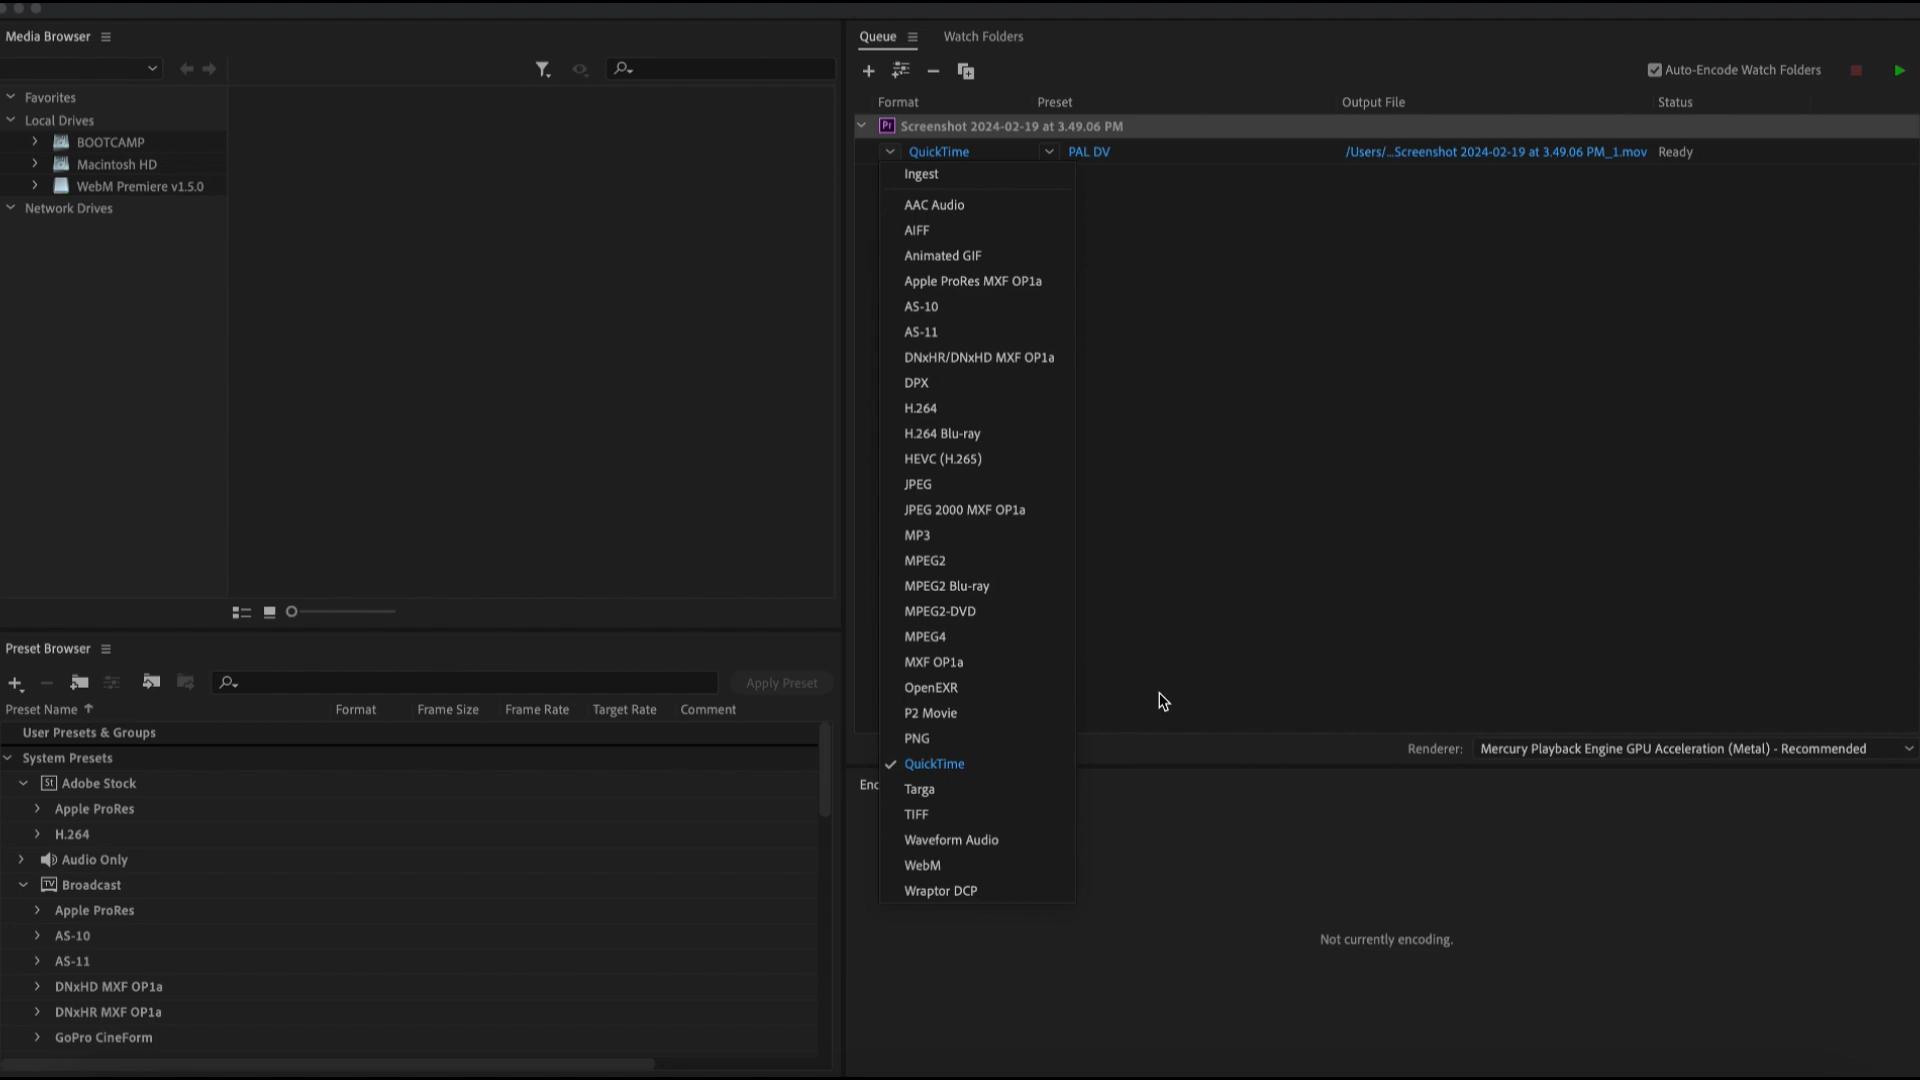 Media Browser
Favorites
Local Drives
BOOTCAMP
Macintosh HD
WebM Premiere v1.5.0
Network Drives
Preset Browser
Apply Preset
Preset Name Format Frame Size Frame Rate Target Rate Comment
User Presets & Groups
System Presets
St Adobe Stock
Apple ProRes
H.264
Audio Only
TV Broadcast
Apple ProRes
AS-10
AS-11
DNxHD MXF OP1a
DNxHR MXF OP1a
GoPro CineForm
Queue Watch Folders
Auto-Encode Watch Folders
Format Preset Output File Status
Pr Screenshot 2024-02-19 at 3.49.06 PM
QuickTime PAL DV /Users/...Screenshot 2024-02-19 at 3.49.06 PM_1.mov Ready
Ingest
AAC Audio
AIFF
Animated GIF
Apple ProRes MXF OP1a
AS-10
AS-11
DNxHR/DNxHD MXF OP1a
DPX
H.264
H.264 Blu-ray
HEVC (H.265)
JPEG
JPEG 2000 MXF OP1a
MP3
MPEG2
MPEG2 Blu-ray
MPEG2-DVD
MPEG4
MXF OP1a
OpenEXR
P2 Movie
PNG
QuickTime
Targa
TIFF
Waveform Audio
WebM
Wraptor DCP
Renderer: Mercury Playback Engine GPU Acceleration (Metal) - Recommended
Enc
Not currently encoding.